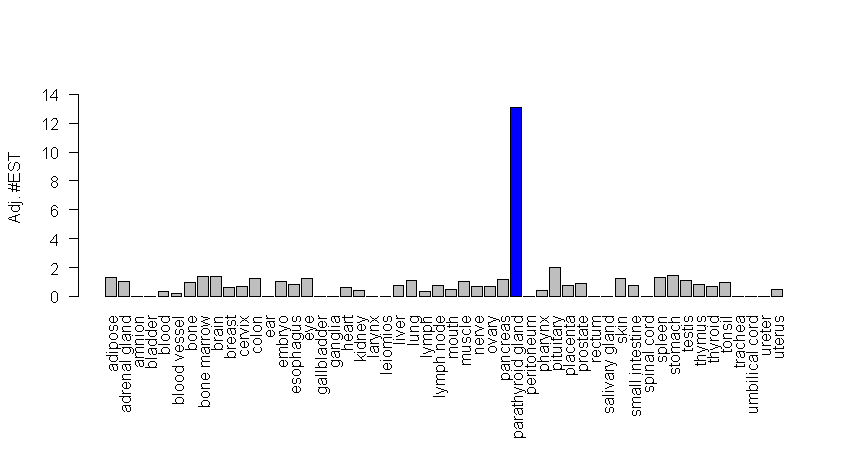 Adj. #EST
14
12
10
8
6
4
2
0
adipose
adrenal gland
amnion
bladder
blood
blood vessel
bone
bone marrow
brain
breast
cervix
colon
ear
embryo
esophagus
eye
gallbladder
ganglia
heart
kidney
larynx
leiomios
liver
lung
lymph
lymph node
mouth
muscle
nerve
ovary
pancreas
parathyroid gland
peritoneum
pharynx
pituitary
placenta
prostate
rectum
salivary gland
skin
small intestine
spinal cord
spleen
stomach
testis
thymus
thyroid
tonsil
trachea
umbilical cord
ureter
uterus